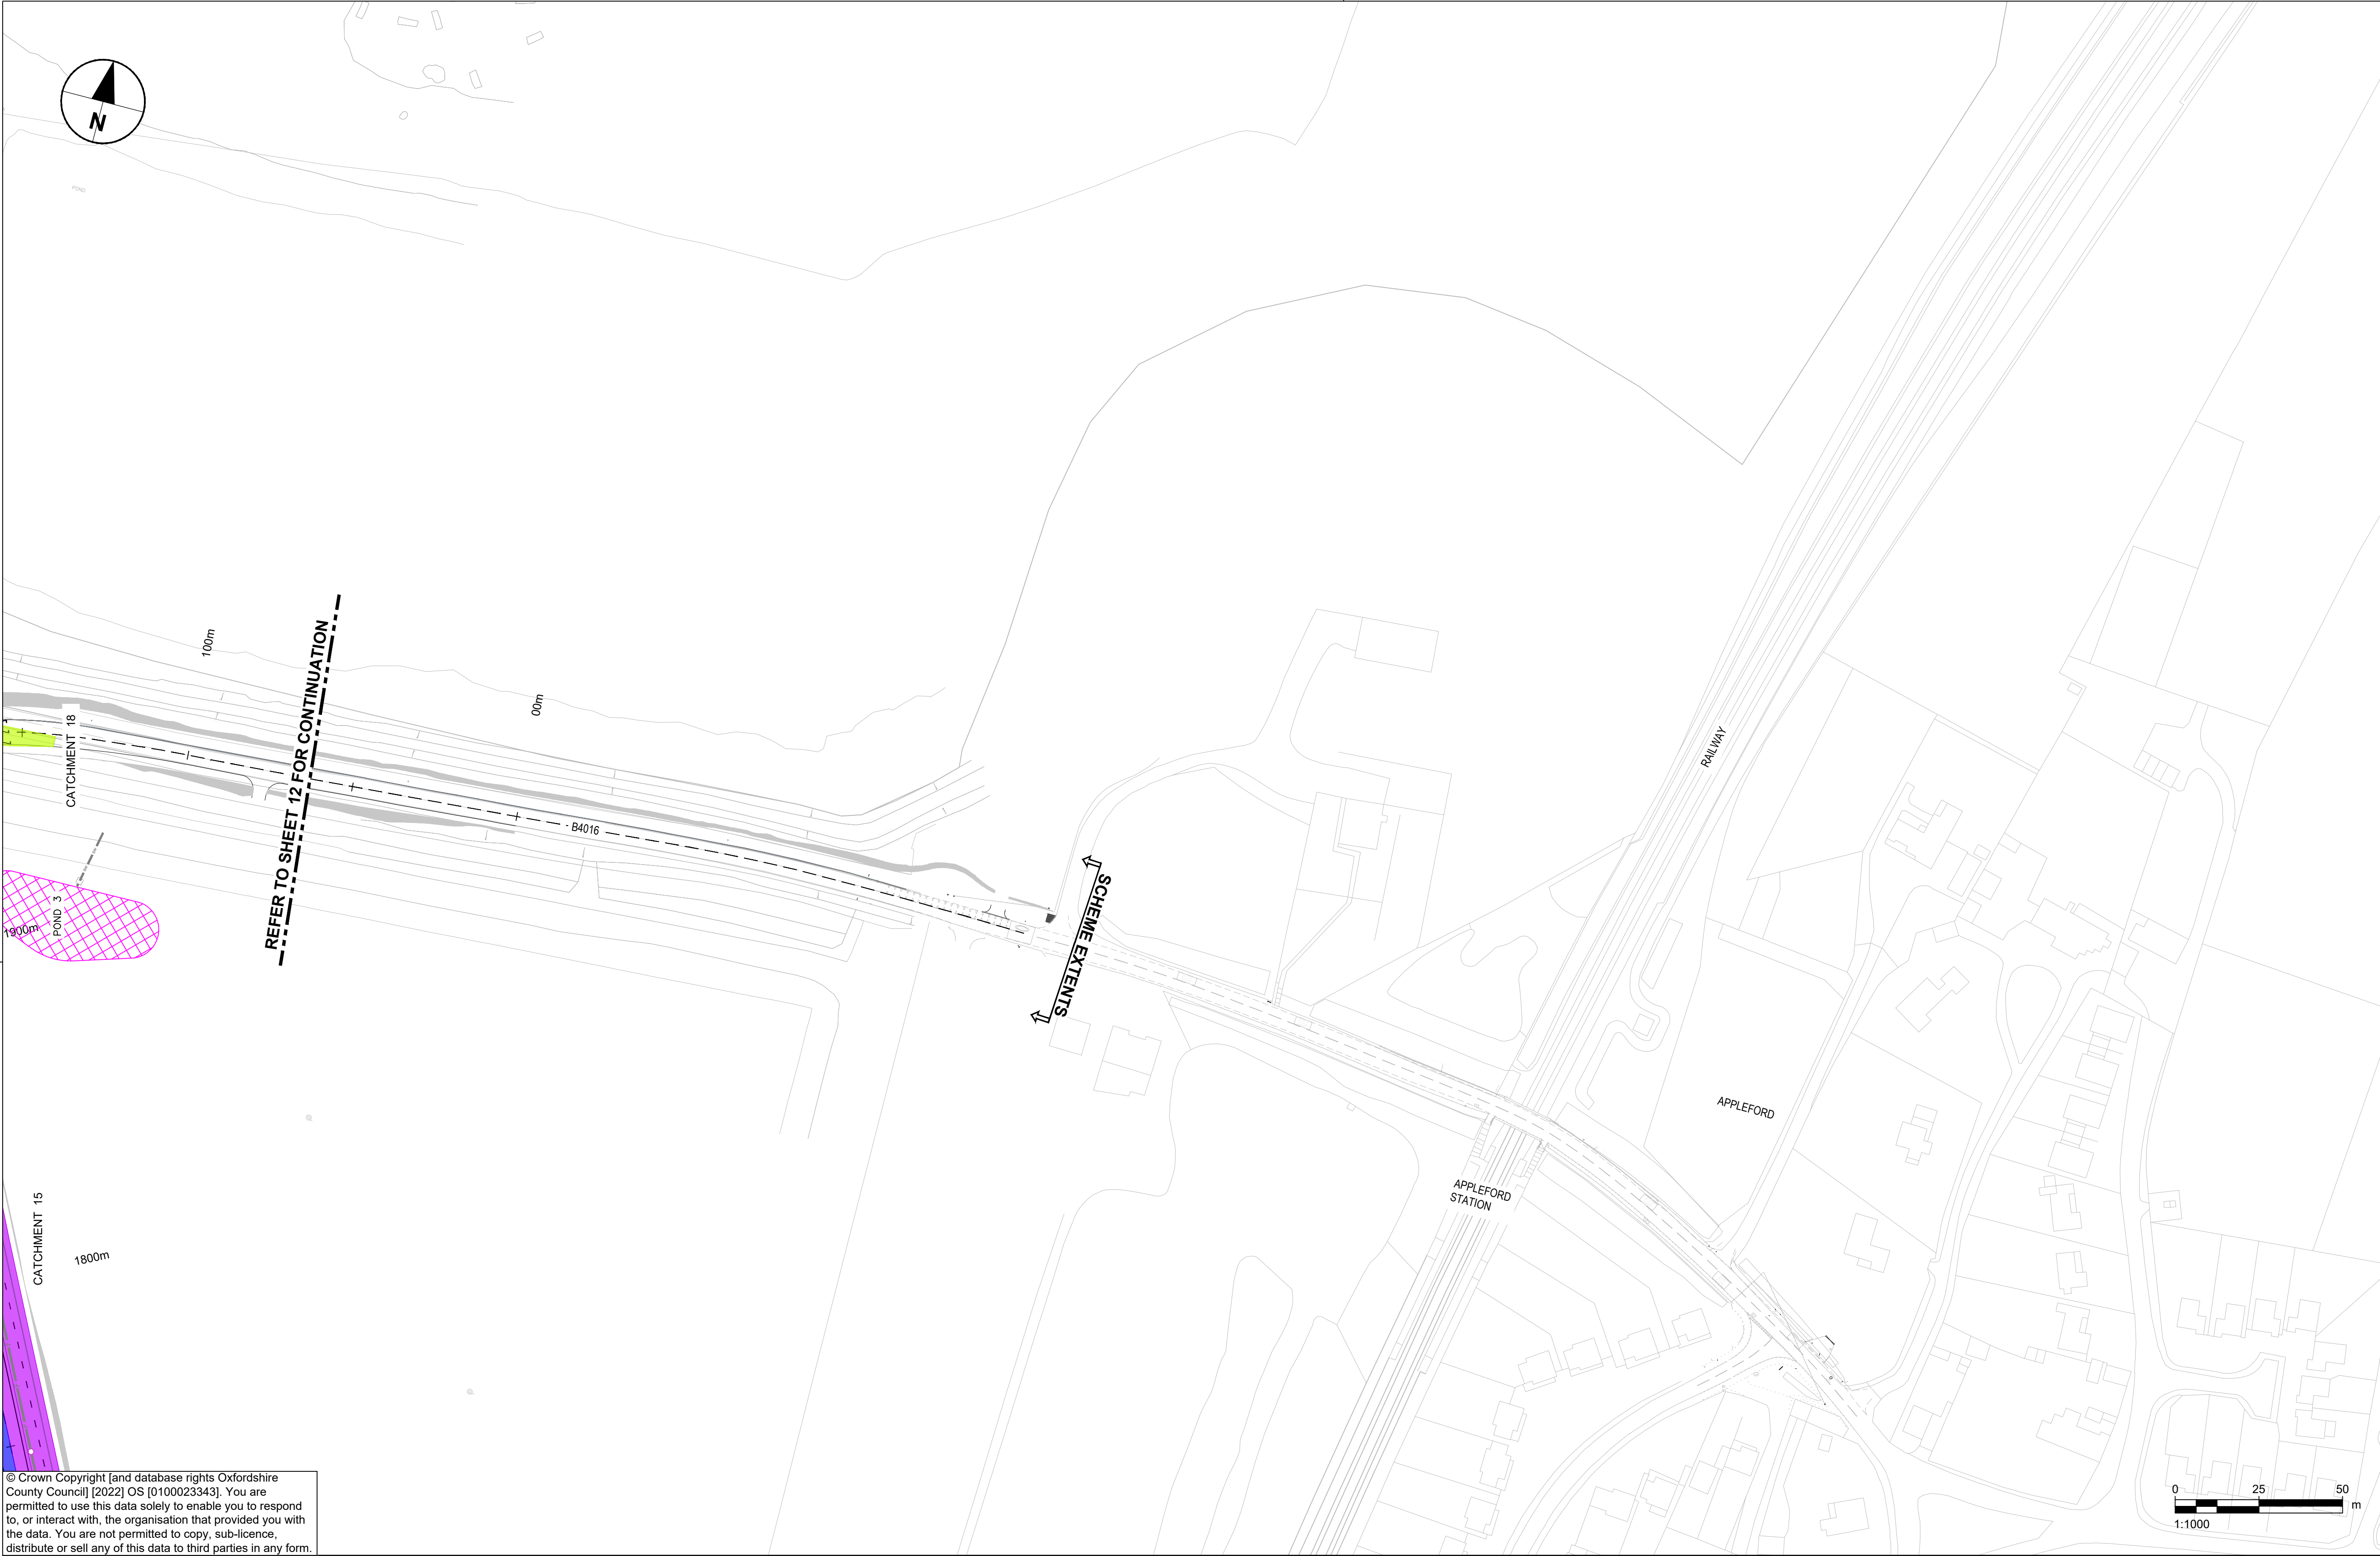 N
POND
100m
REFER TO SHEET 12 FOR CONTINUATION
00m
CATCHMENT 18
RAILWAY
B4016
SCHEME EXTENTS
POND 3
1900m
APPLEFORD
APPLEFORD
STATION
CATCHMENT 15
1800m
© Crown Copyright [and database rights Oxfordshire
County Council] [2022] OS [0100023343]. You are
permitted to use this data solely to enable you to respond
to, or interact with, the organisation that provided you with
the data. You are not permitted to copy, sub-licence,
distribute or sell any of this data to third parties in any form.
0 25 50
m
1:1000